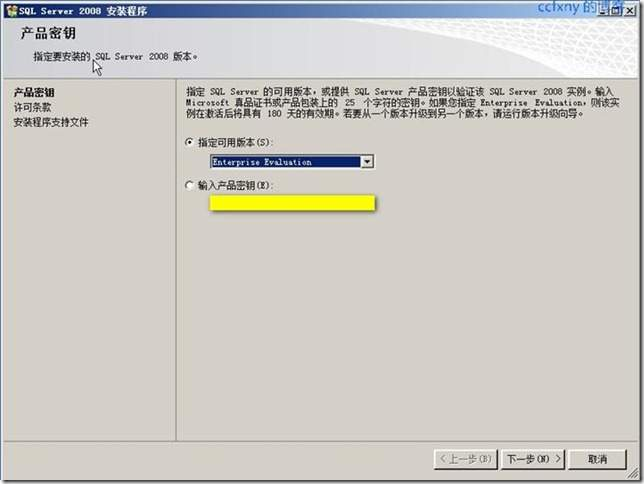 ccfxny 的博客
SQL Server 2008 安装程序
产品密钥
指定要安装的 SQL Server 2008 版本。
产品密钥
许可条款
安装程序支持文件
指定 SQL Server 的可用版本，或提供 SQL Server 产品密钥以验证该 SQL Server 2008 实例。输入
Microsoft 真品证书或产品包装上的 25 个字符的密钥。如果您指定 Enterprise Evaluation，则该实
例在激活后将具有 180 天的有效期。若要从一个版本升级到另一个版本，请运行版本升级向导。
指定可用版本(S):
Enterprise Evaluation
输入产品密钥(E):
< 上一步(B)
下一步(N) >
取消